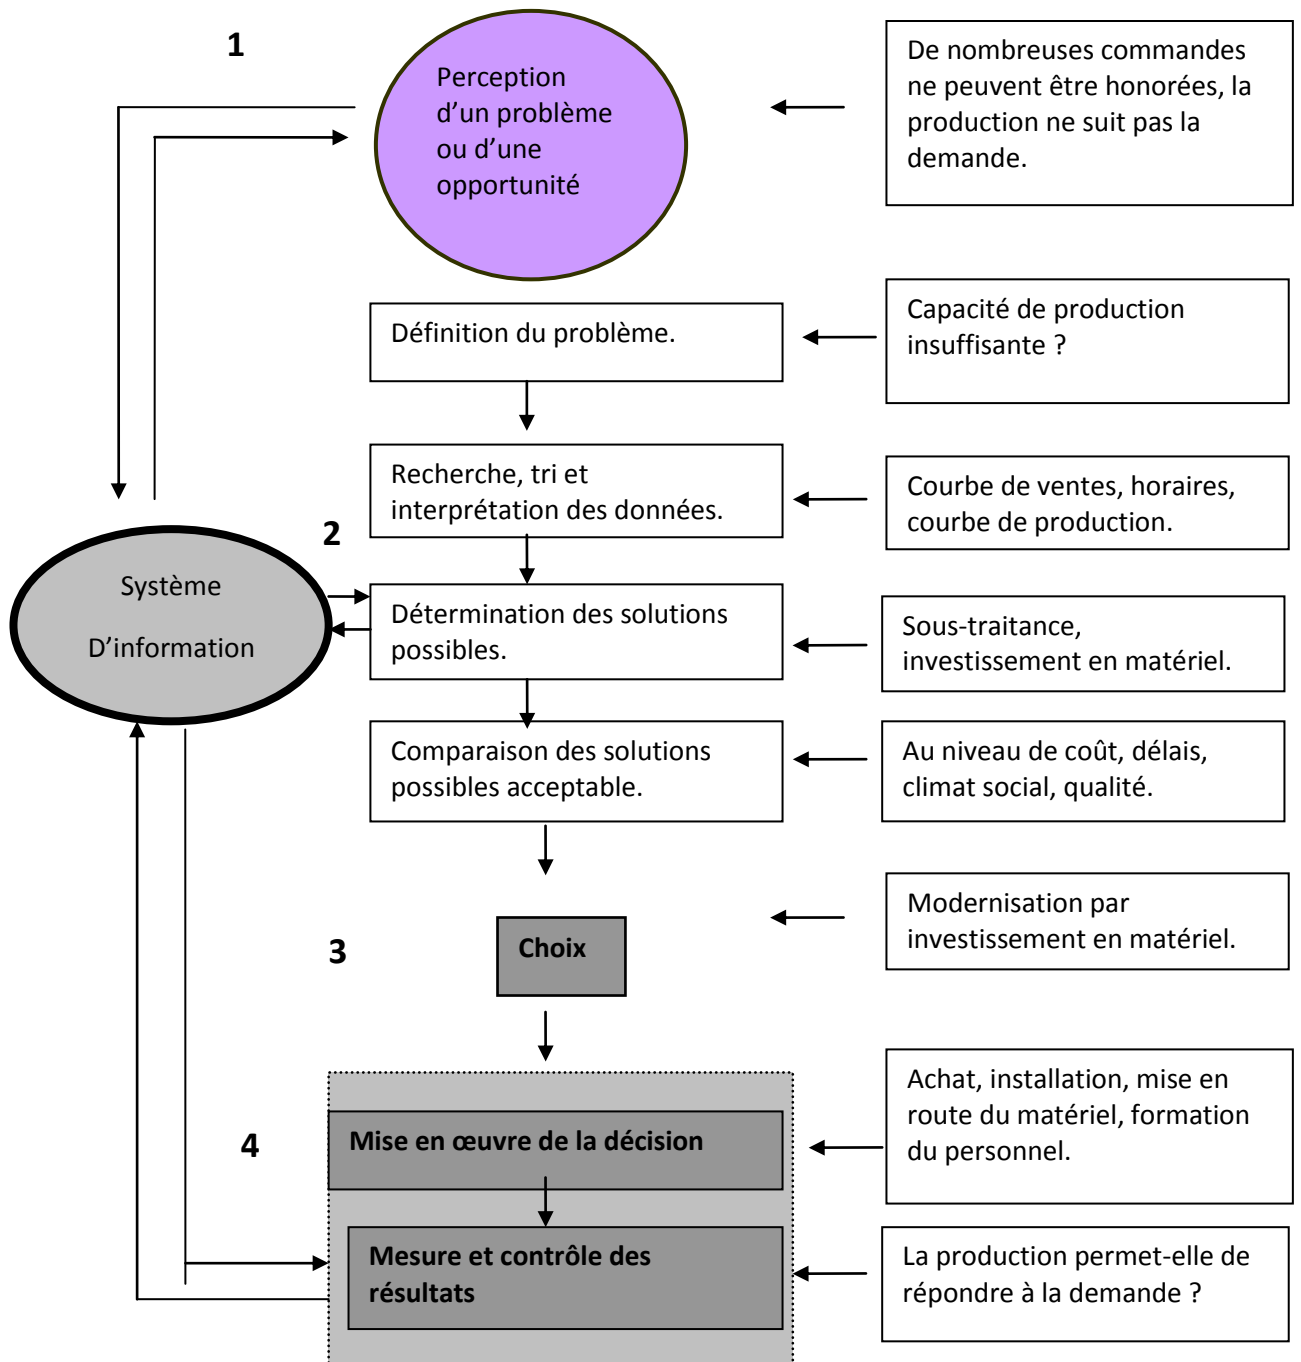 1
Perception
d’un problème
ou d’une
opportunité
De nombreuses commandes
ne peuvent être honorées, la
production ne suit pas la
demande.
Définition du problème.
Capacité de production
insuffisante ?
Recherche, tri et
interprétation des données.
Courbe de ventes, horaires,
courbe de production.
2
Système
D’information
Détermination des solutions
possibles.
Sous-traitance,
investissement en matériel.
Comparaison des solutions
possibles acceptable.
Au niveau de coût, délais,
climat social, qualité.
3
Choix
Modernisation par
investissement en matériel.
4
Mise en œuvre de la décision
Achat, installation, mise en
route du matériel, formation
du personnel.
Mesure et contrôle des
résultats
La production permet-elle de
répondre à la demande ?